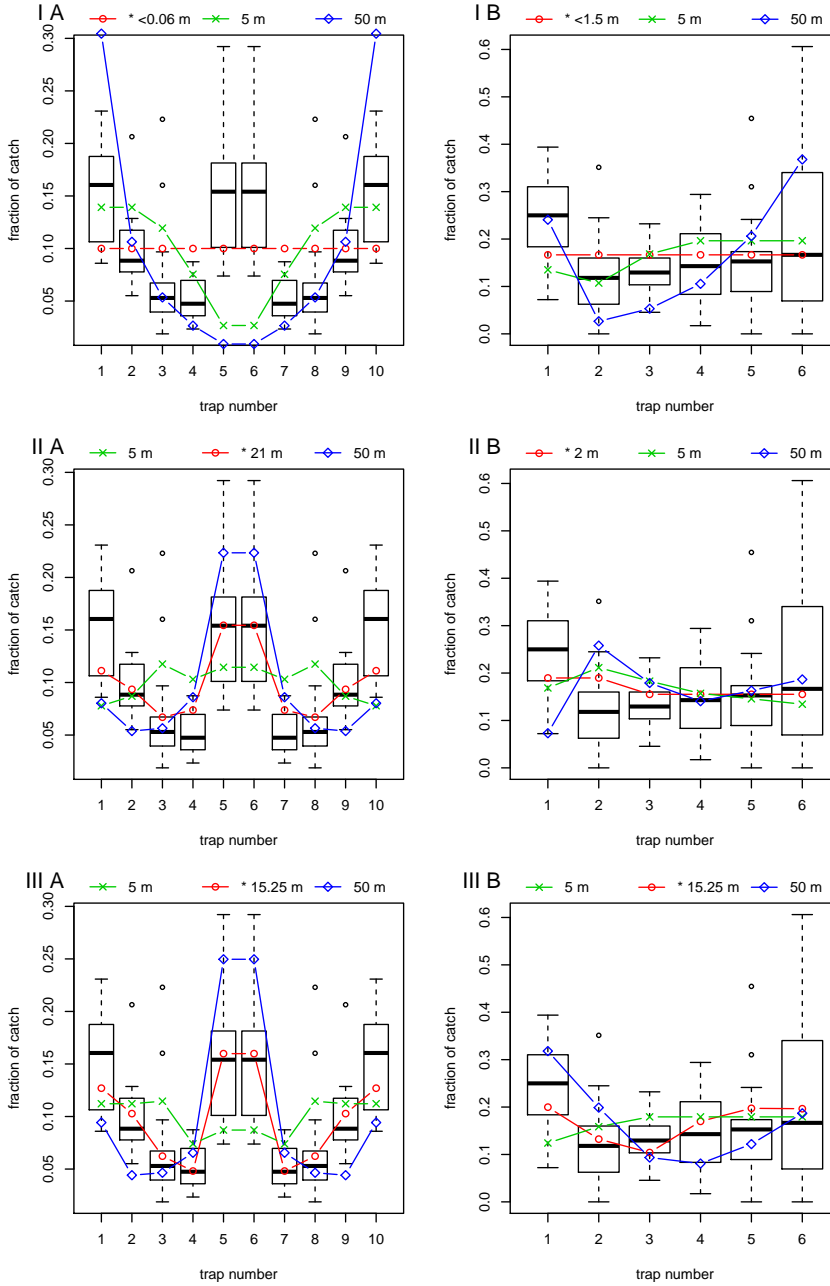 I A
* <0.06 m 5 m 50 m
0.05 0.10 0.15 0.20 0.25 0.30
fraction of catch
1 2 3 4 5 6 7 8 9 10
trap number
I B
* <1.5 m 5 m 50 m
0.0 0.1 0.2 0.3 0.4 0.5 0.6
fraction of catch
1 2 3 4 5 6
trap number
II A
5 m * 21 m 50 m
0.05 0.10 0.15 0.20 0.25 0.30
fraction of catch
1 2 3 4 5 6 7 8 9 10
trap number
II B
* 2 m 5 m 50 m
0.0 0.1 0.2 0.3 0.4 0.5 0.6
fraction of catch
1 2 3 4 5 6
trap number
III A
5 m * 15.25 m 50 m
0.05 0.10 0.15 0.20 0.25 0.30
fraction of catch
1 2 3 4 5 6 7 8 9 10
trap number
III B
5 m * 15.25 m 50 m
0.0 0.1 0.2 0.3 0.4 0.5 0.6
fraction of catch
1 2 3 4 5 6
trap number